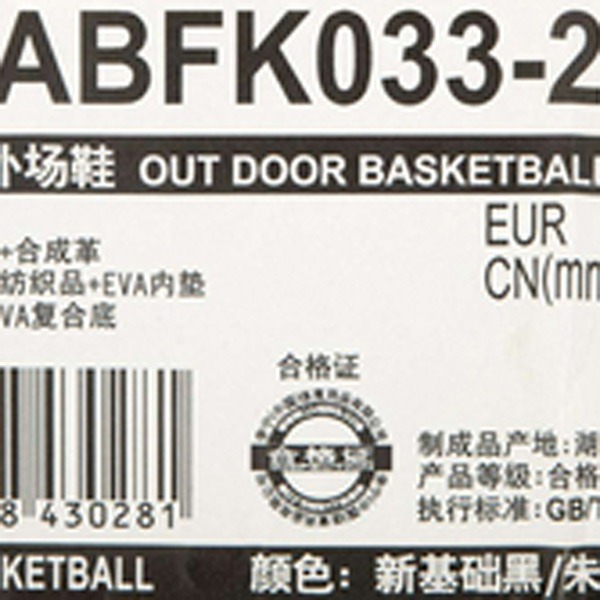 ABFK033-2
外场鞋 OUT DOOR BASKETBALL
EUR
CN(mm
+合成革
纺织品+EVA内垫
VA复合底
合格证
合格证
制成品产地:湖
产品等级:合格
执行标准:GB/T
8 430281
KETBALL
颜色: 新基础黑/朱